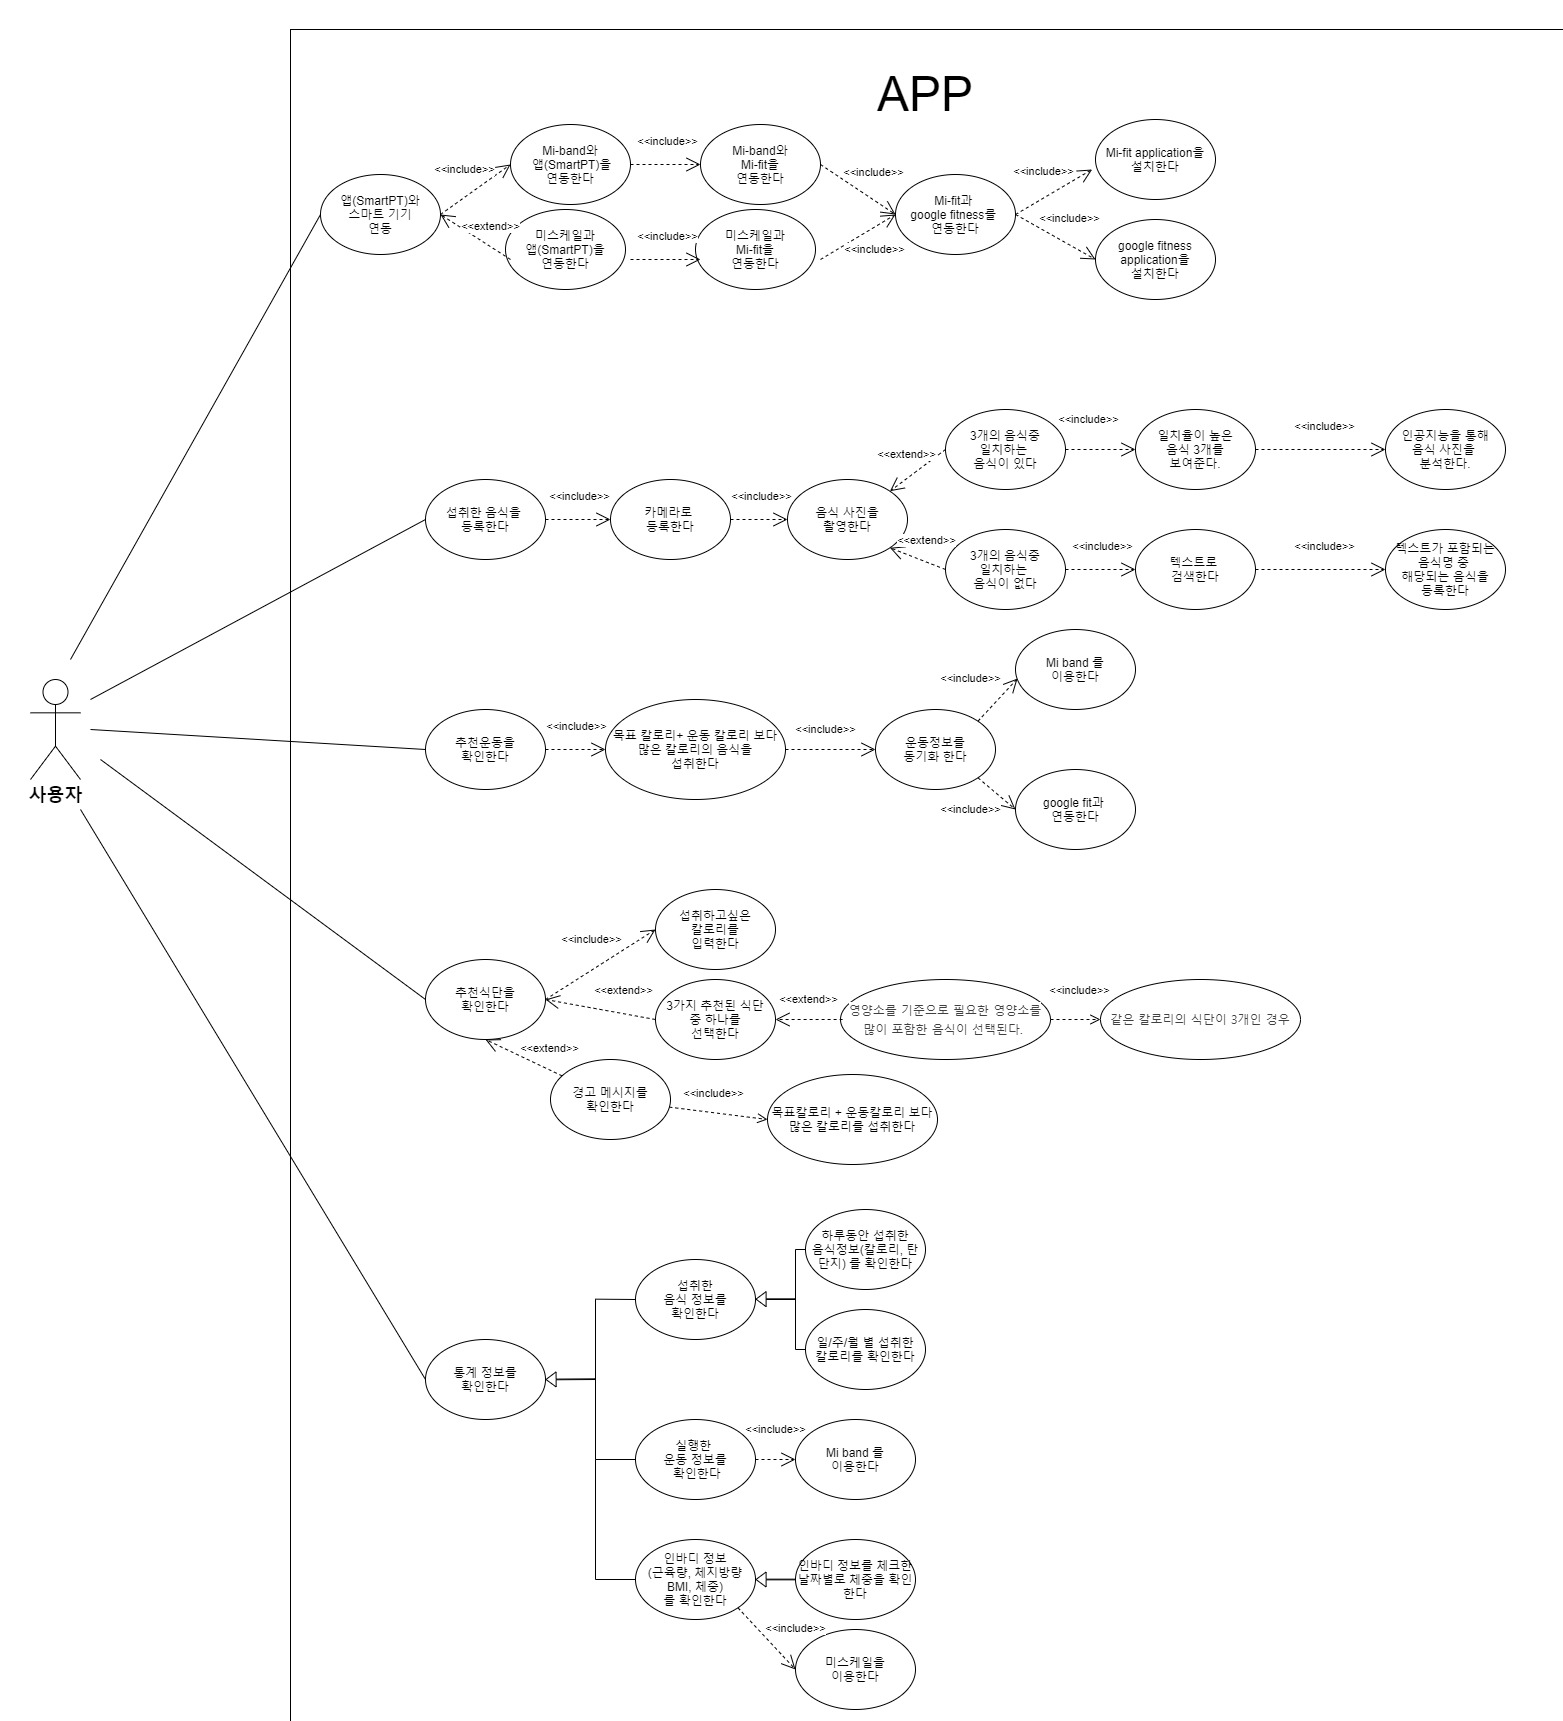 APP
앱(SmartPT)와
스마트 기기
연동
<<include>>
Mi-band와
앱(SmartPT)을
연동한다
<<include>>
Mi-band와
Mi-fit을
연동한다
<<include>>
<<extend>>
미스케일과
앱(SmartPT)을
연동한다
<<include>>
미스케일과
Mi-fit을
연동한다
<<include>>
Mi-fit과
google fitness를
연동한다
<<include>>
Mi-fit application을
설치한다
<<include>>
google fitness
application을
설치한다
섭취한 음식을
등록한다
<<include>>
카메라로
등록한다
<<include>>
음식 사진을
촬영한다
<<extend>>
3개의 음식중
일치하는
음식이 있다
<<include>>
일치율이 높은
음식 3개를
보여준다.
<<include>>
인공지능을 통해
음식 사진을
분석한다.
<<extend>>
3개의 음식중
일치하는
음식이 없다
<<include>>
텍스트로
검색한다
<<include>>
텍스트가 포함되는
음식명 중
해당되는 음식을
등록한다
사용자
추천운동을
확인한다
<<include>>
목표 칼로리+ 운동 칼로리 보다
많은 칼로리의 음식을
섭취한다
<<include>>
운동정보를
동기화 한다
<<include>>
Mi band 를
이용한다
<<include>>
google fit과
연동한다
추천식단을
확인한다
<<include>>
섭취하고싶은
칼로리를
입력한다
<<extend>>
3가지 추천된 식단
중 하나를
선택한다
<<extend>>
영양소를 기준으로 필요한 영양소를
많이 포함한 음식이 선택된다.
<<include>>
같은 칼로리의 식단이 3개인 경우
<<extend>>
경고 메시지를
확인한다
<<include>>
목표칼로리 + 운동칼로리 보다
많은 칼로리를 섭취한다
통계 정보를
확인한다
섭취한
음식 정보를
확인한다
하루동안 섭취한
음식정보(칼로리, 탄
단지) 를 확인한다
일/주/월 별 섭취한
칼로리를 확인한다
실행한
운동 정보를
확인한다
<<include>>
Mi band 를
이용한다
인바디 정보
(근육량, 체지방량
BMI, 체중)
를 확인한다
인바디 정보를 체크한
날짜별로 체중을 확인
한다
<<include>>
미스케일을
이용한다